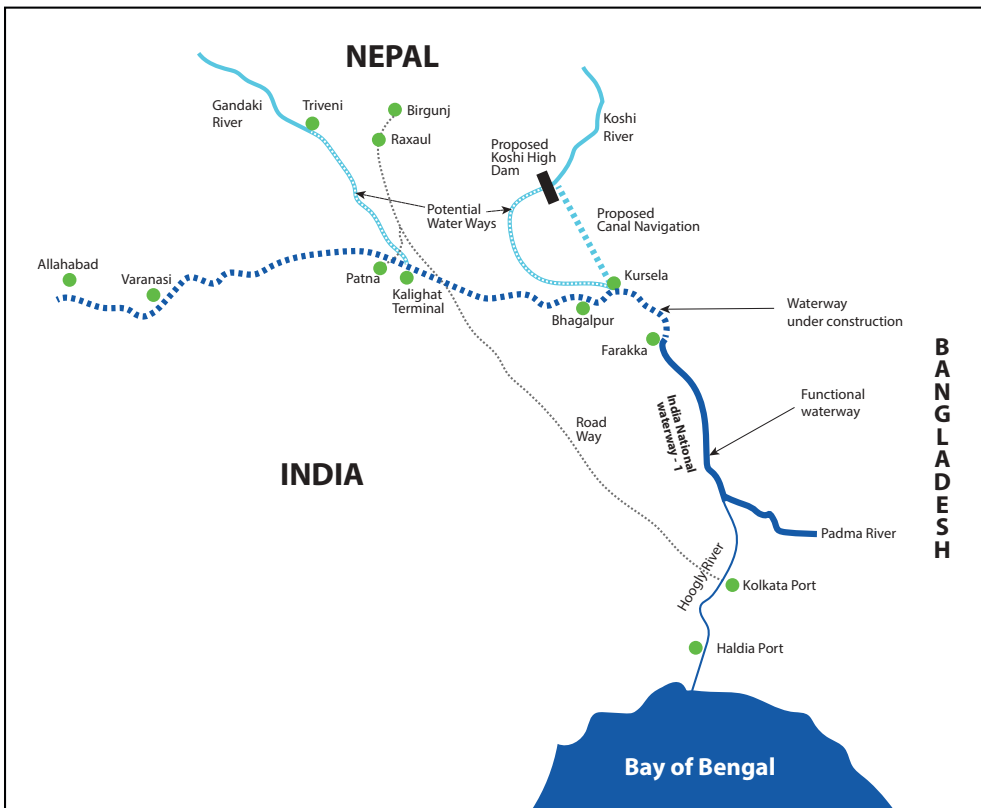 NEPAL
Gandaki
River
Triveni
Birgunj
Raxaul
Koshi
River
Proposed
Koshi High
Dam
Potential
Water Ways
Proposed
Canal Navigation
Allahabad
Varanasi
Patna
Kalighat
Terminal
Kursela
Bhagalpur
Waterway
under construction
Farakka
BANGLADESH
India National
waterway - 1
Functional
waterway
Road
Way
INDIA
Padma River
Hoogly River
Kolkata Port
Haldia Port
Bay of Bengal